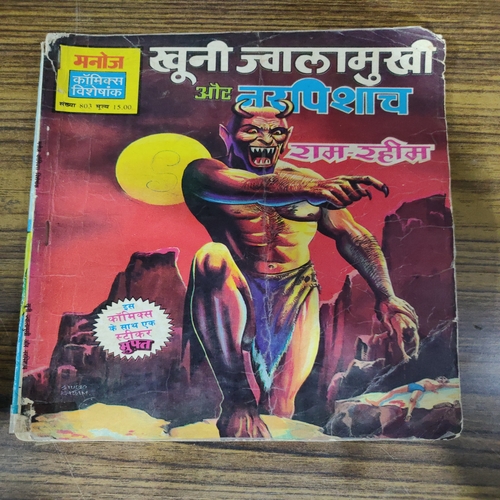 मनोज
कॉमिक्स
विशेषांक
संख्या 803 मूल्य 15.00
खूनी ज्वालामुखी
और नरपिशाच
राम-रहीम
इस
कॉमिक्स
के साथ एक
स्टीकर
मुफ्त